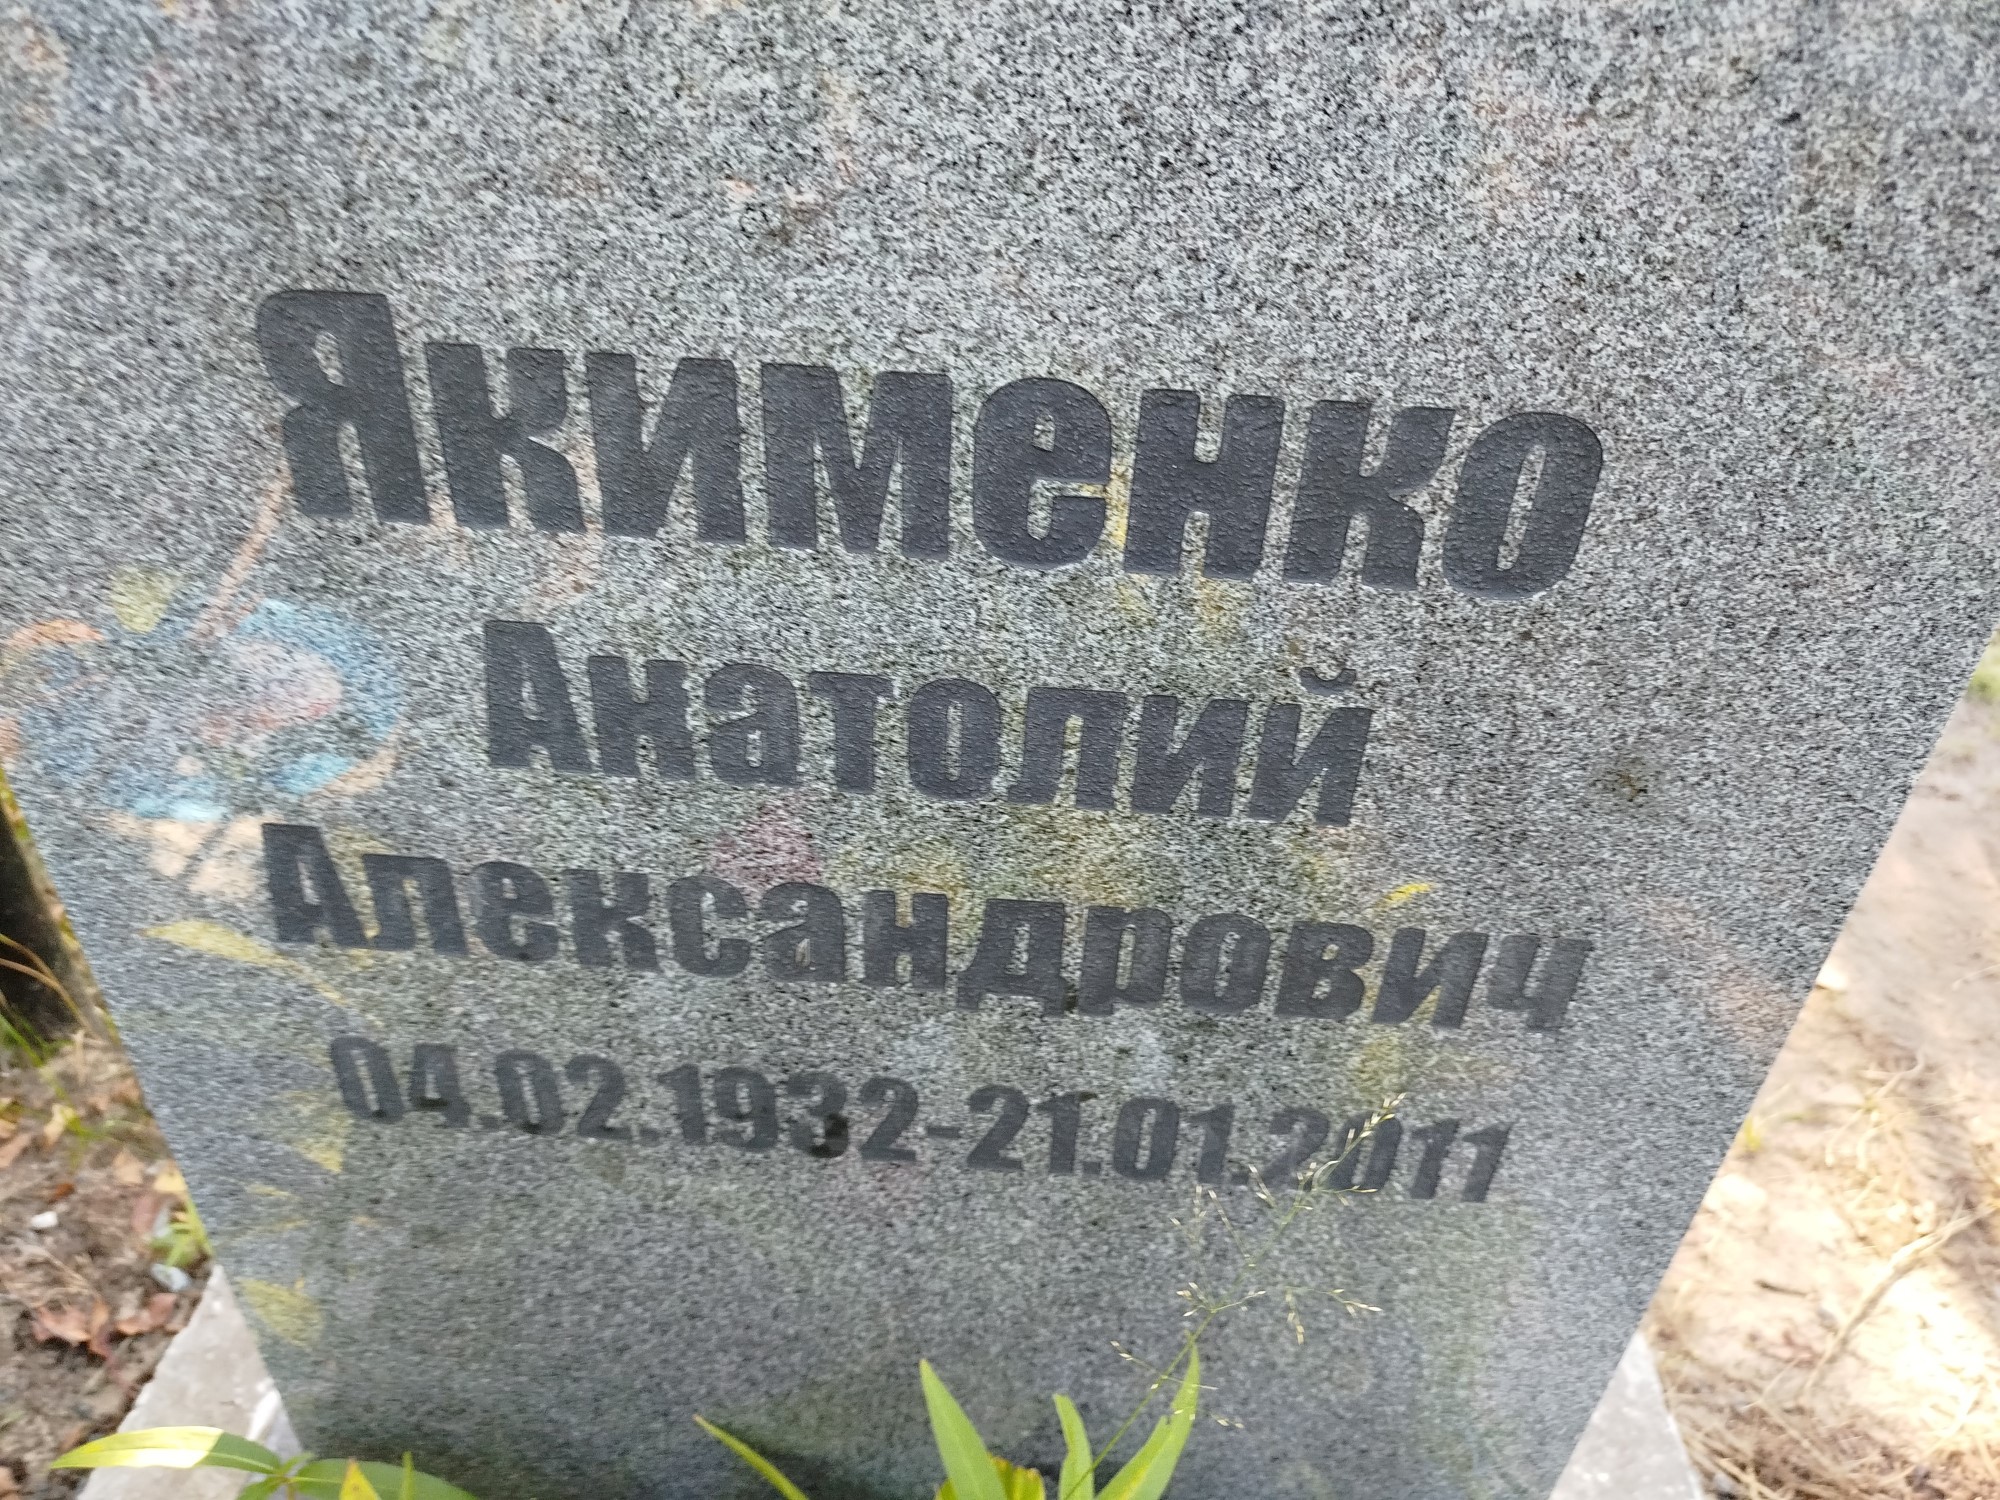 Якименко
Анатолий
Александрович
04.02.1932-21.01.2011